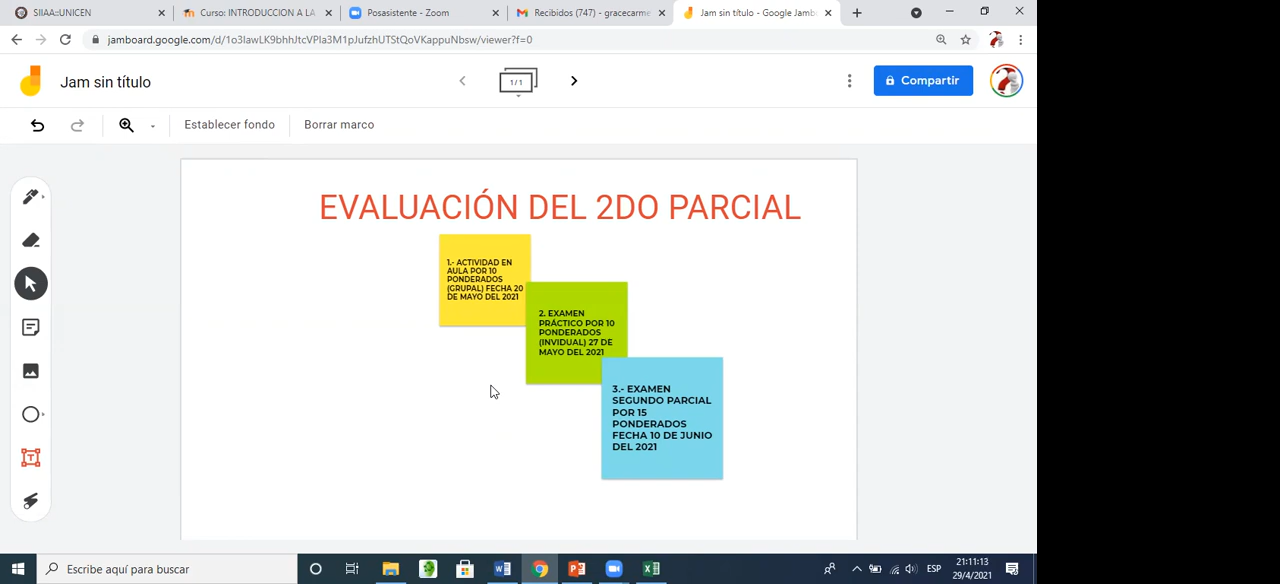 SIIAA::UNICEN
Curso: INTRODUCCION A LA
Posasistente - Zoom
Recibidos (747) - gracecarme
Jam sin título - Google Jamb
jamboard.google.com/d/1o3IawLK9bhhJtcVPIa3M1pJufzhUTStQoVKappuNbsw/viewer?f=0
Jam sin título
1/1
Compartir
Establecer fondo
Borrar marco
EVALUACIÓN DEL 2DO PARCIAL
1.- ACTIVIDAD EN
AULA POR 10
PONDERADOS
(GRUPAL) FECHA 20
DE MAYO DEL 2021
2. EXAMEN
PRÁCTICO POR 10
PONDERADOS
(INVIDUAL) 27 DE
MAYO DEL 2021
3.- EXAMEN
SEGUNDO PARCIAL
POR 15
PONDERADOS
FECHA 10 DE JUNIO
DEL 2021
Escribe aquí para buscar
ESP
21:11:13
29/4/2021